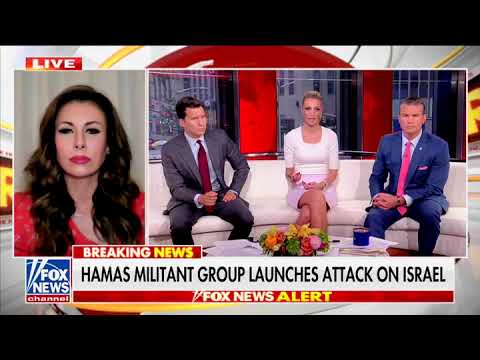 LIVE
BREAKING NEWS
HAMAS MILITANT GROUP LAUNCHES ATTACK ON ISRAEL
FOX
NEWS
channel
FOX NEWS ALERT